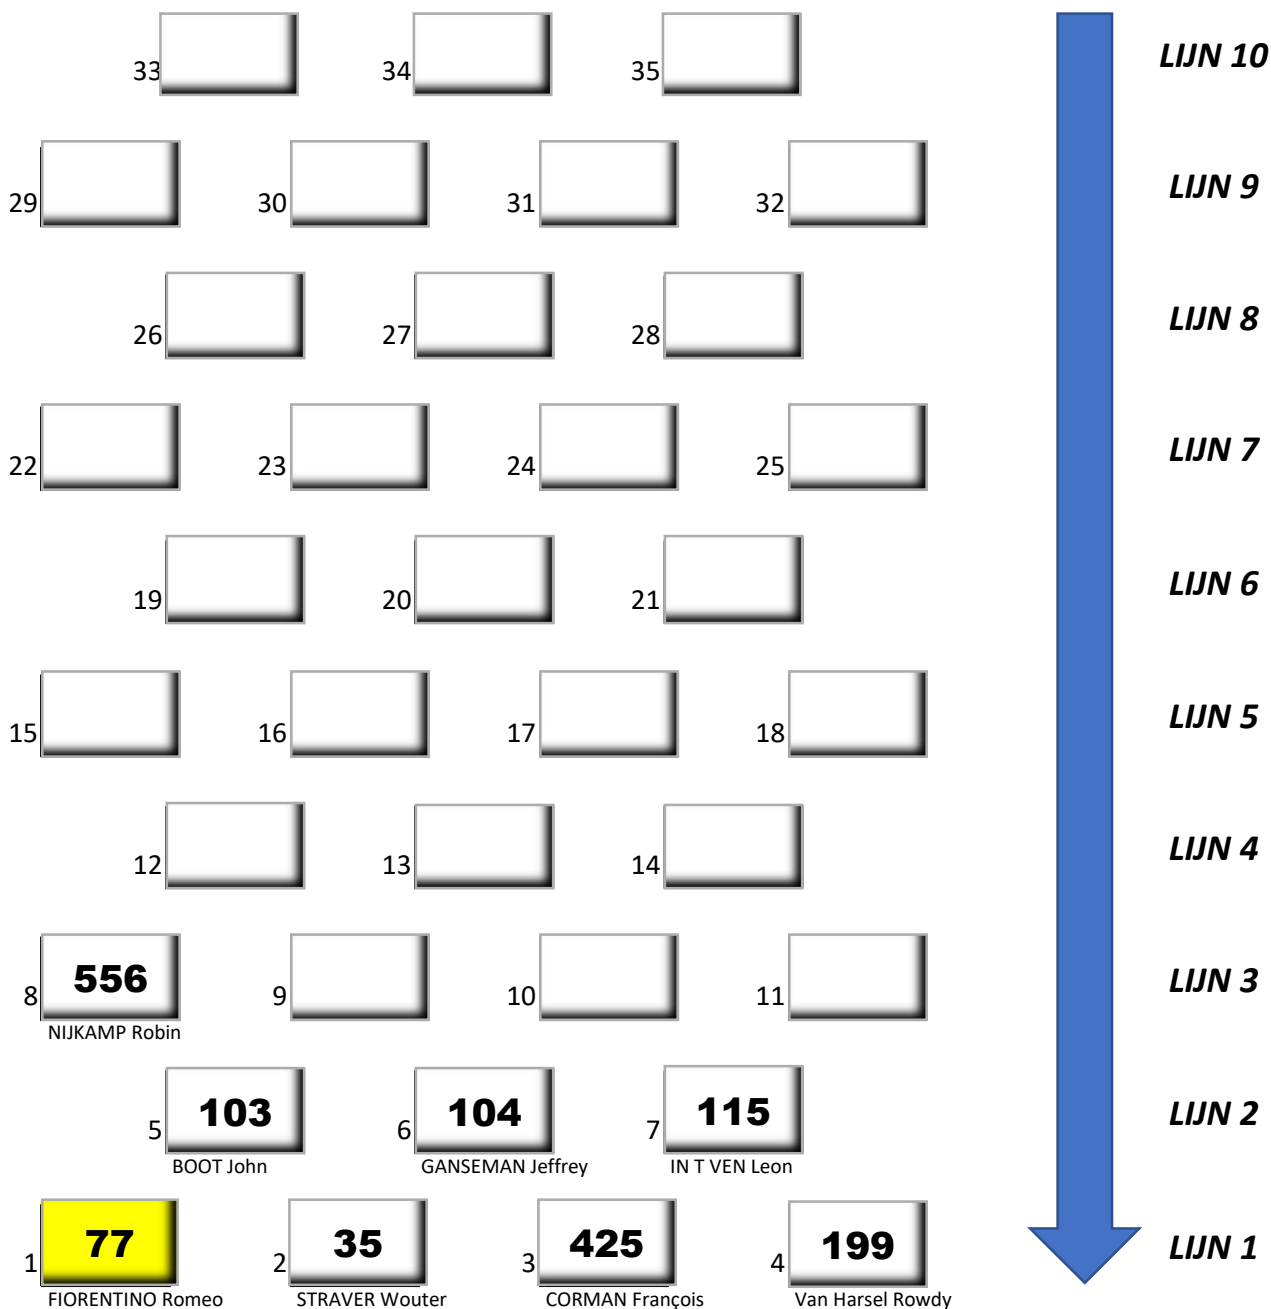 33 34 35 LIJN 10
29 30 31 32 LIJN 9
26 27 28 LIJN 8
22 23 24 25 LIJN 7
19 20 21 LIJN 6
15 16 17 18 LIJN 5
12 13 14 LIJN 4
8 556 9 10 11 LIJN 3
NIJKAMP Robin
5 103 6 104 7 115 LIJN 2
BOOT John GANSEMAN Jeffrey IN T VEN Leon
1 77 2 35 3 425 4 199 LIJN 1
FIORENTINO Romeo STRAVER Wouter CORMAN François Van Harsel Rowdy